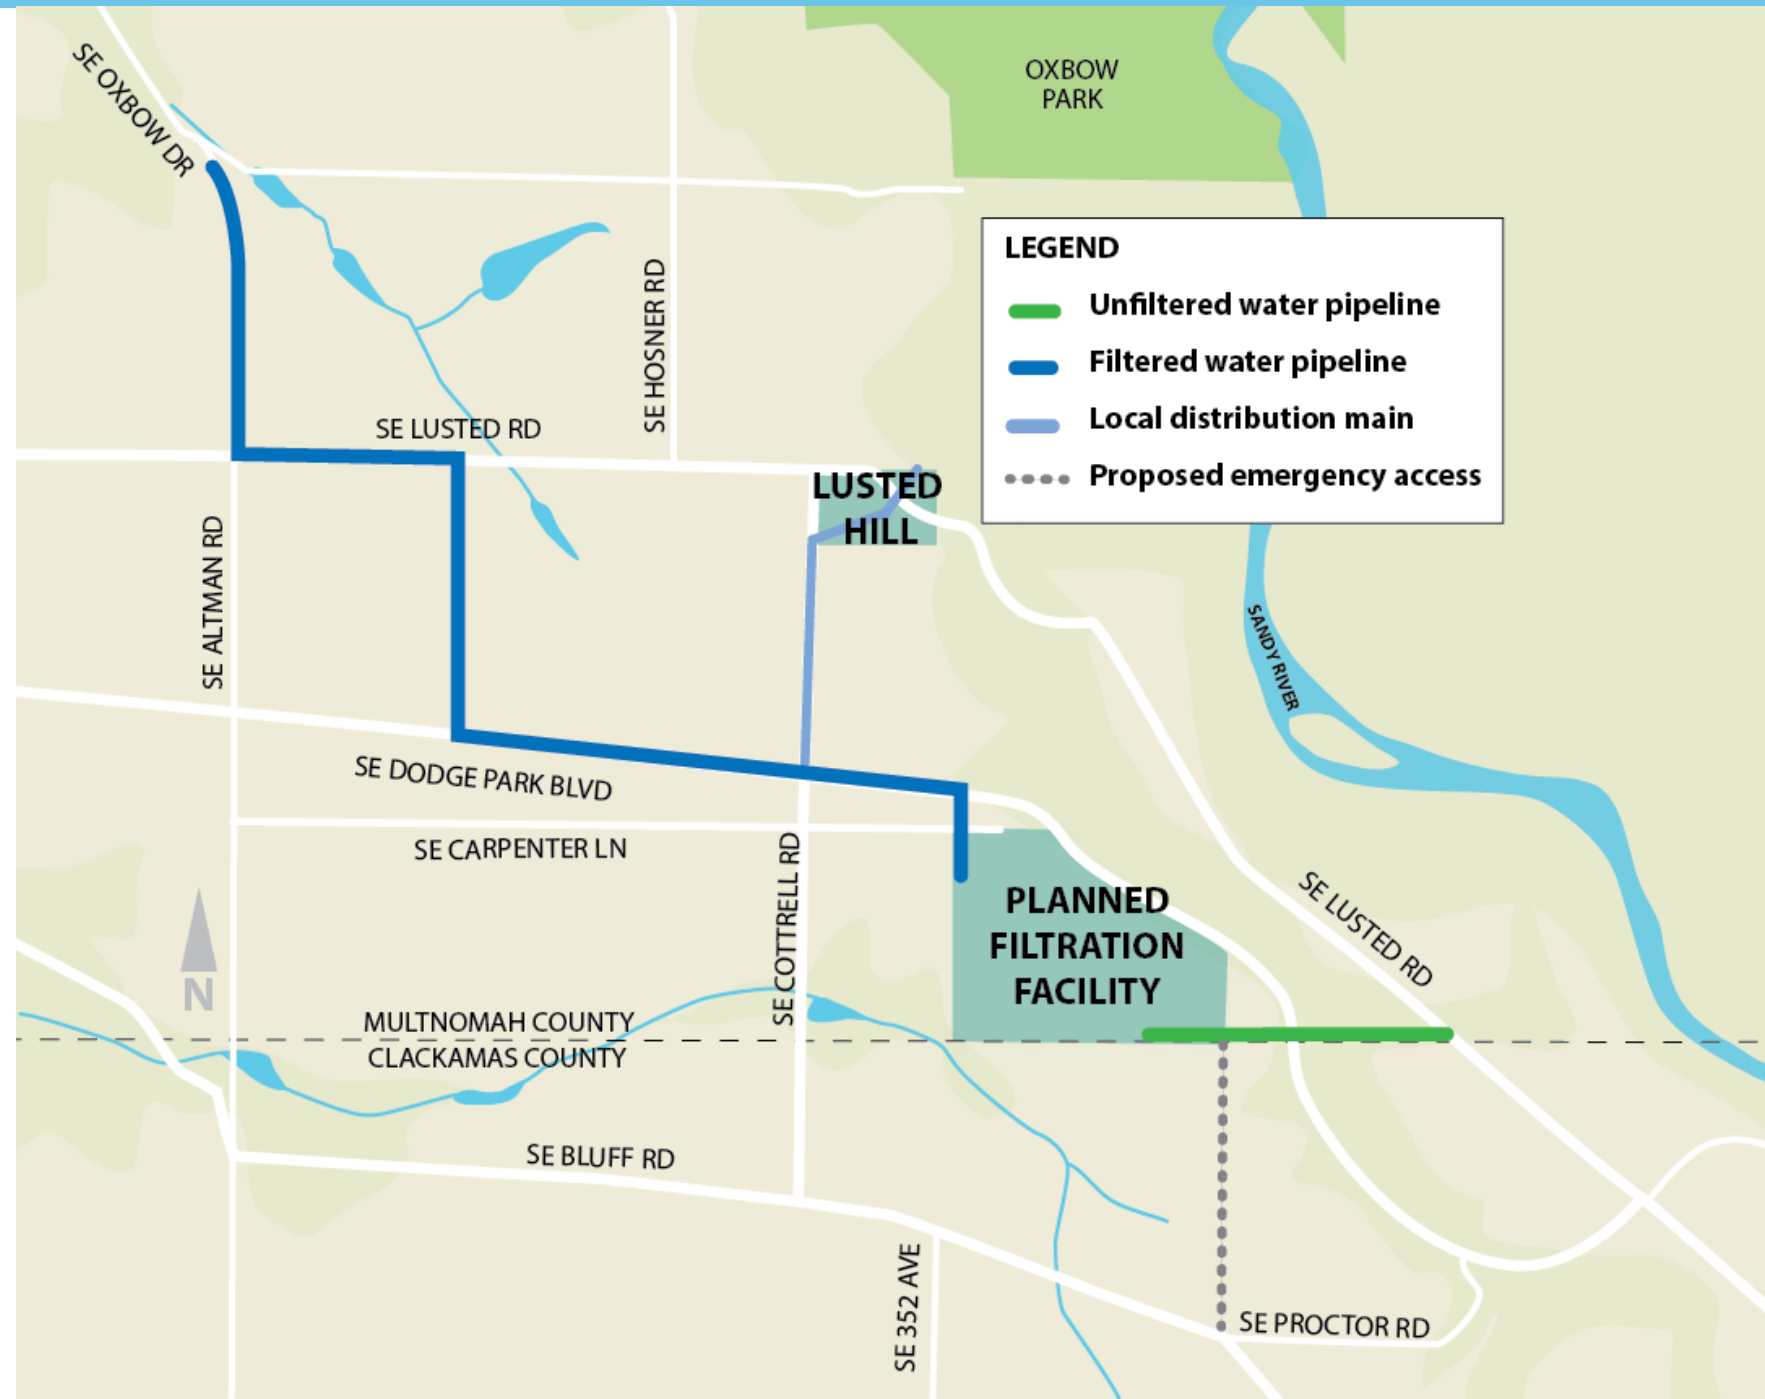 SE OXBOW DR
OXBOW
PARK
LEGEND
Unfiltered water pipeline
Filtered water pipeline
Local distribution main
Proposed emergency access
SE HOSNER RD
SE LUSTED RD
LUSTED
HILL
SE ALTMAN RD
SANDY RIVER
SE DODGE PARK BLVD
SE CARPENTER LN
SE COTTRELL RD
PLANNED
FILTRATION
FACILITY
SE LUSTED RD
N
MULTNOMAH COUNTY
CLACKAMAS COUNTY
SE BLUFF RD
SE 352 AVE
SE PROCTOR RD